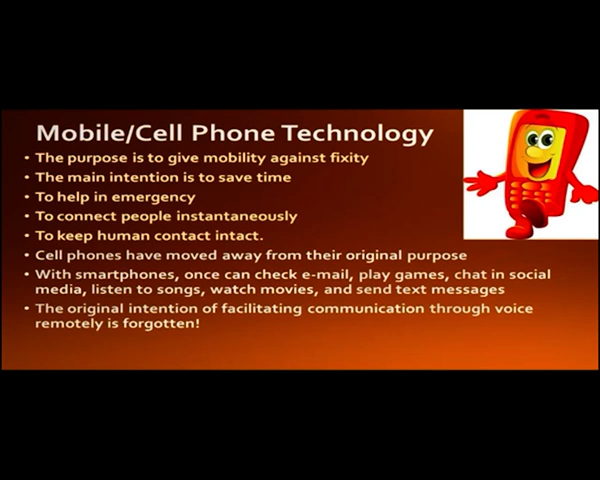 Mobile/Cell Phone Technology
• The purpose is to give mobility against fixity
• The main intention is to save time
• To help in emergency
• To connect people instantaneously
• To keep human contact intact.
• Cell phones have moved away from their original purpose
• With smartphones, once can check e-mail, play games, chat in social
media, listen to songs, watch movies, and send text messages
• The original intention of facilitating communication through voice
remotely is forgotten!